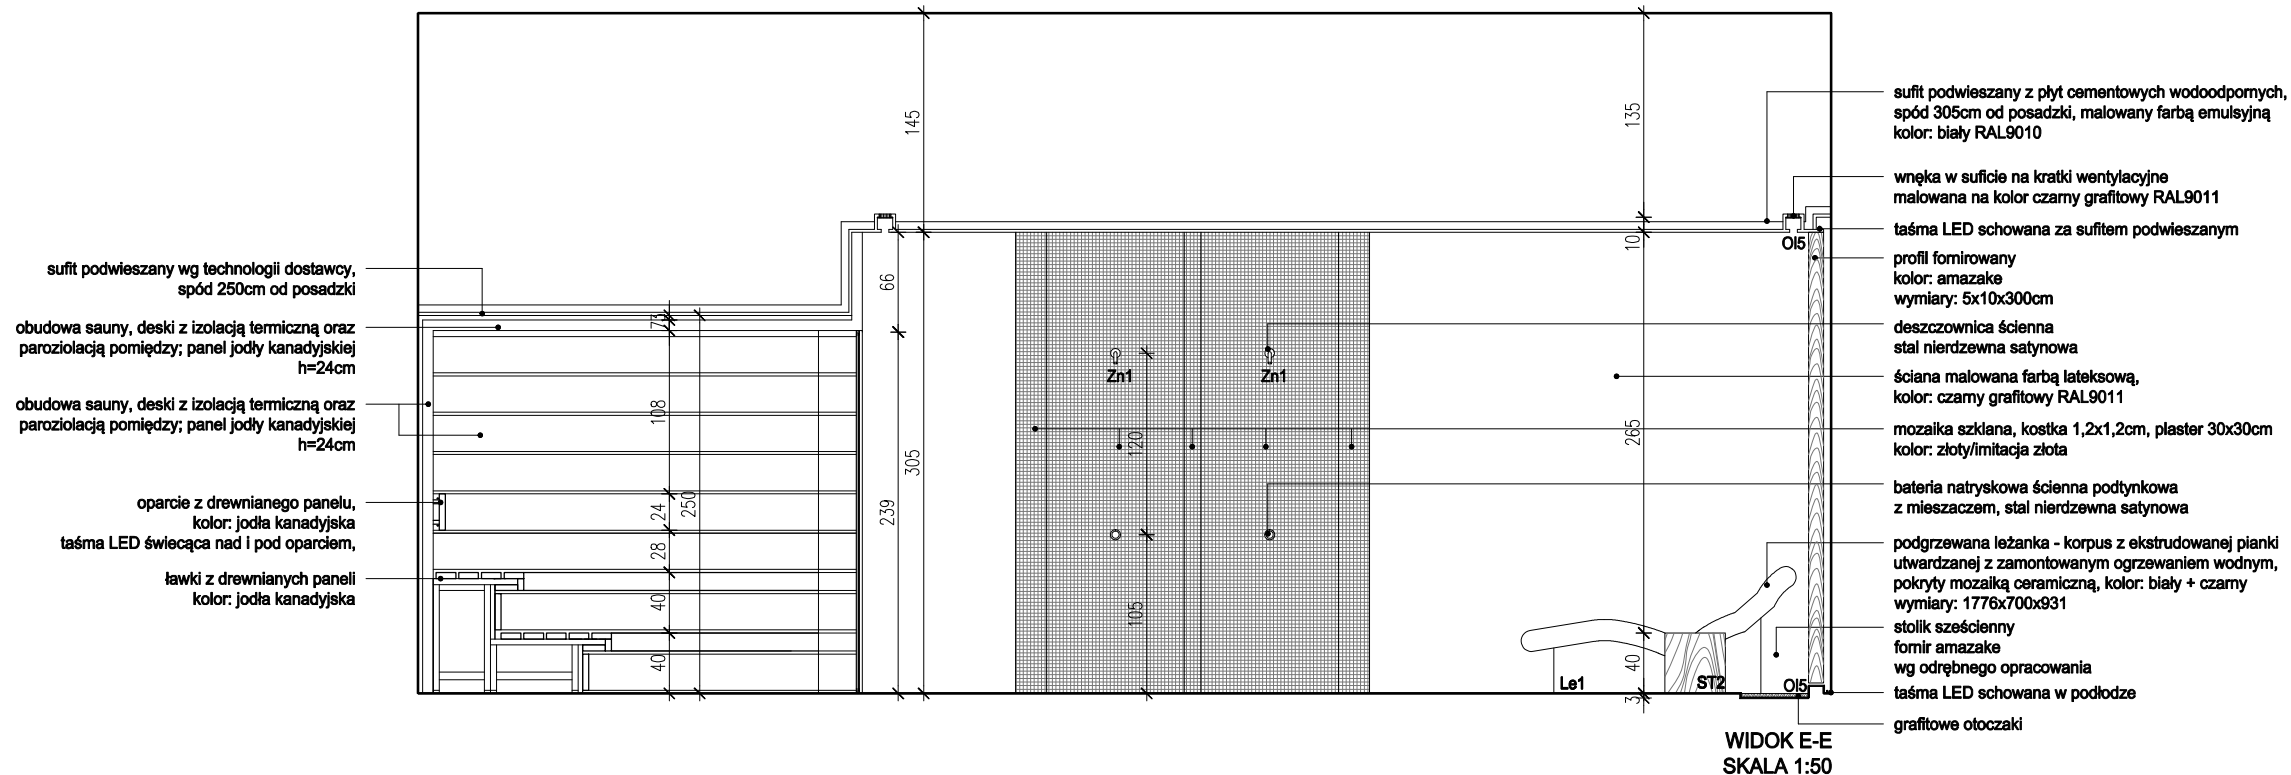 sufit podwieszany wg technologii dostawcy,
spód 250cm od posadzki
obudowa sauny, deski z izolacją termiczną oraz
paroziolacją pomiędzy; panel jodły kanadyjskiej
h=24cm
obudowa sauny, deski z izolacją termiczną oraz
paroziolacją pomiędzy; panel jodły kanadyjskiej
h=24cm
oparcie z drewnianego panelu,
kolor: jodła kanadyjska
taśma LED świecąca nad i pod oparciem,
ławki z drewnianych paneli
kolor: jodła kanadyjska
73
108
24
250
28
40
40
145
66
239
305
Zn1
Zn1
120
105
135
10
265
40
3
Ol5
Le1
ST2
Ol5
sufit podwieszany z płyt cementowych wodoodpornych,
spód 305cm od posadzki, malowany farbą emulsyjną
kolor: biały RAL9010
wnęka w suficie na kratki wentylacyjne
malowana na kolor czarny grafitowy RAL9011
taśma LED schowana za sufitem podwieszanym
profil fornirowany
kolor: amazake
wymiary: 5x10x300cm
deszczownica ścienna
stal nierdzewna satynowa
ściana malowana farbą lateksową,
kolor: czarny grafitowy RAL9011
mozaika szklana, kostka 1,2x1,2cm, plaster 30x30cm
kolor: złoty/imitacja złota
bateria natryskowa ścienna podtynkowa
z mieszaczem, stal nierdzewna satynowa
podgrzewana leżanka - korpus z ekstrudowanej pianki
utwardzanej z zamontowanym ogrzewaniem wodnym,
pokryty mozaiką ceramiczną, kolor: biały + czarny
wymiary: 1776x700x931
stolik sześcienny
fornir amazake
wg odrębnego opracowania
taśma LED schowana w podłodze
grafitowe otoczaki
WIDOK E-E
SKALA 1:50